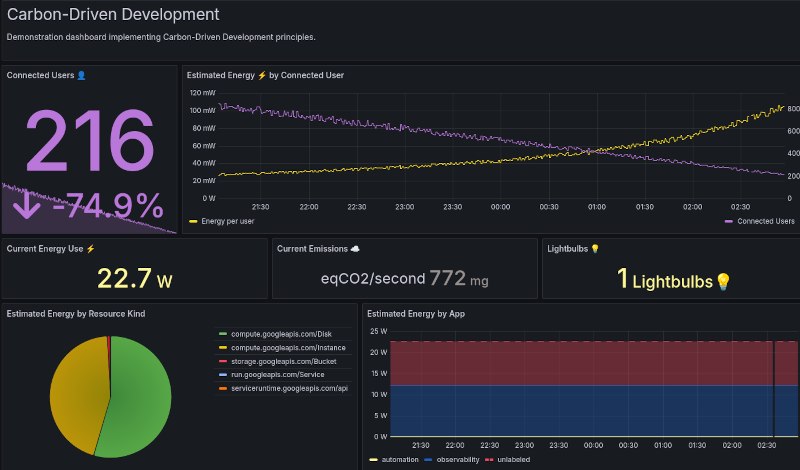 Carbon-Driven Development
Demonstration dashboard implementing Carbon-Driven Development principles.
Connected Users 👤
216
↓ -74.9%
Estimated Energy ⚡ by Connected User
120 mW
100 mW
80 mW
60 mW
40 mW
20 mW
0 W
800
600
400
200
0
21:30 22:00 22:30 23:00 23:30 00:00 00:30 01:00 01:30 02:00 02:30
Energy per user
Connected Users
Current Energy Use ⚡
22.7 W
Current Emissions ☁️
eqCO2/second 772 mg
Lightbulbs 💡
1 Lightbulbs💡
Estimated Energy by Resource Kind
compute.googleapis.com/Disk
compute.googleapis.com/Instance
storage.googleapis.com/Bucket
run.googleapis.com/Service
serviceruntime.googleapis.com/api
Estimated Energy by App
25 W
20 W
15 W
10 W
5 W
0 W
21:30 22:00 22:30 23:00 23:30 00:00 00:30 01:00 01:30 02:00 02:30
automation observability unlabeled